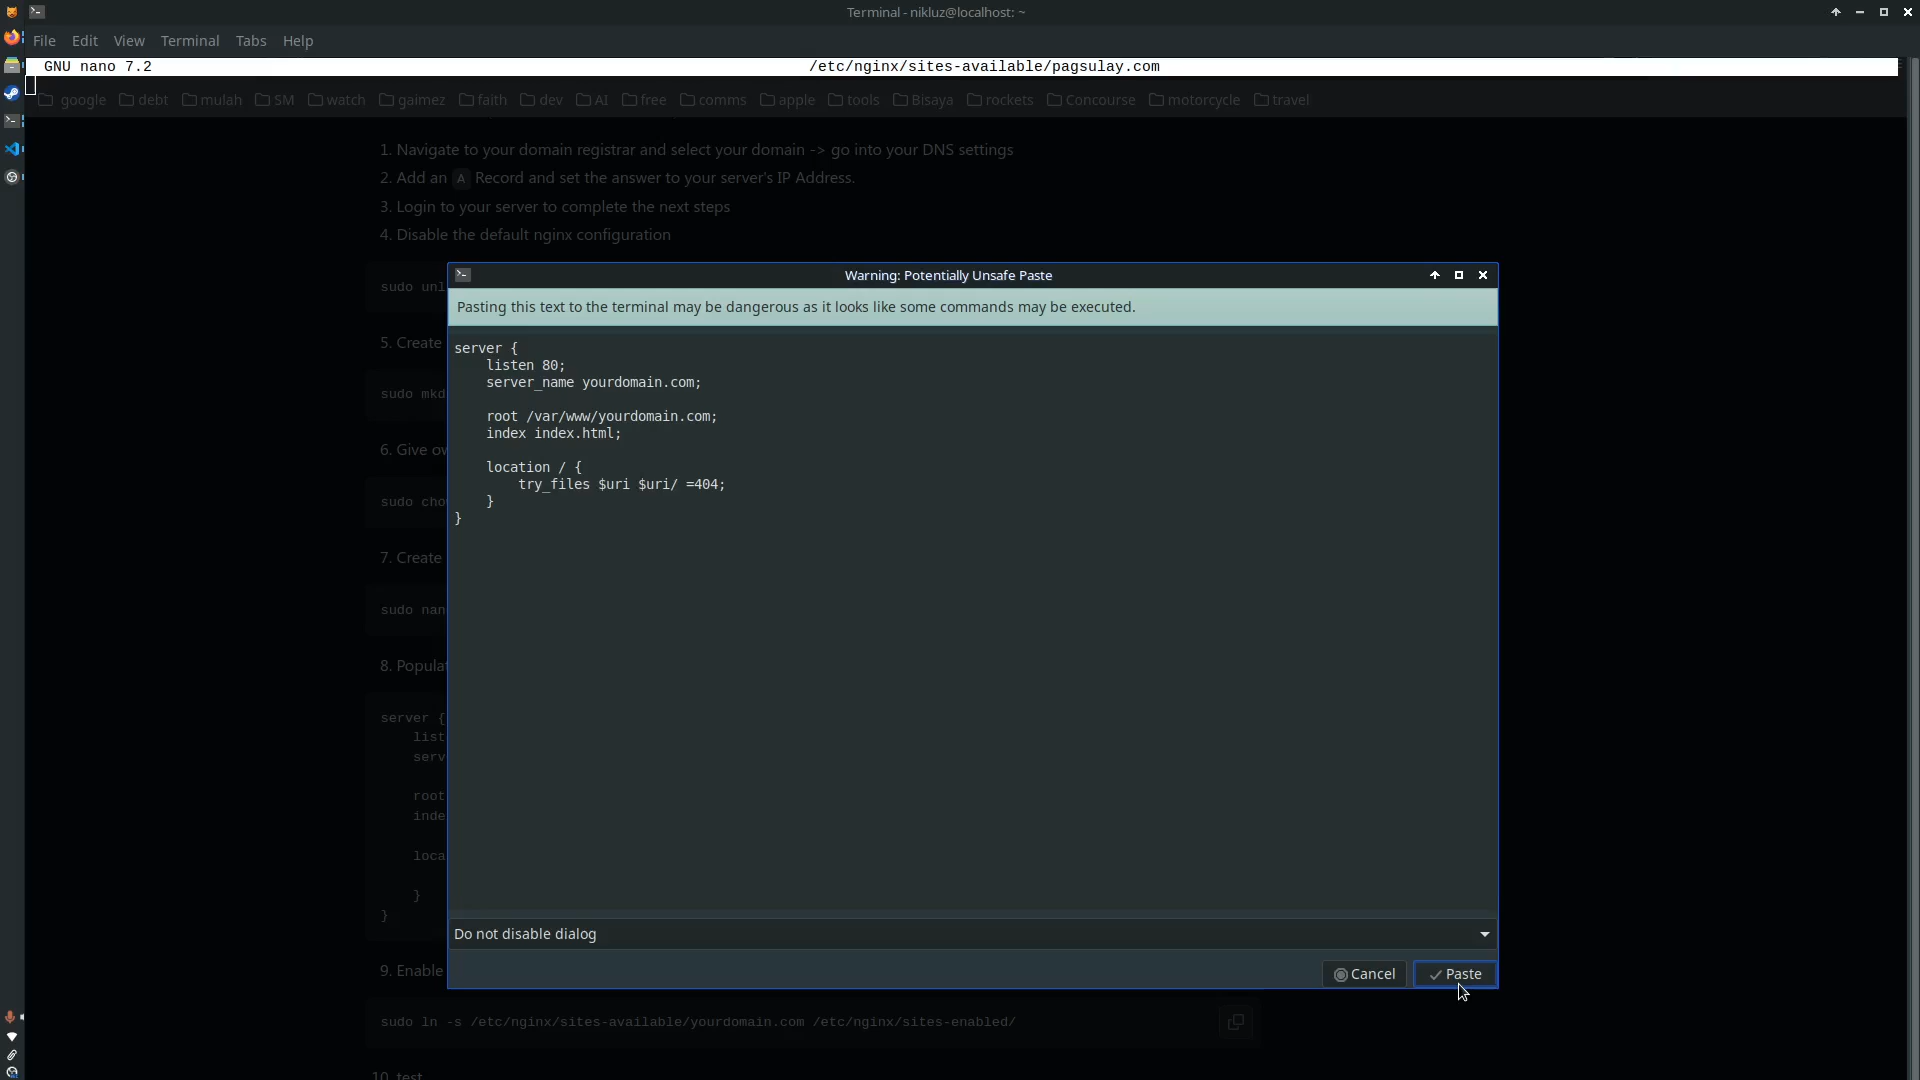 Terminal - nikluz@localhost: ~
File Edit View Terminal Tabs Help
GNU nano 7.2 /etc/nginx/sites-available/pagsulay.com
google debt mulah SM watch gaimez faith dev AI free comms apple tools Bisaya rockets Concourse motorcycle travel
1. Navigate to your domain registrar and select your domain -> go into your DNS settings
2. Add an A Record and set the answer to your server's IP Address.
3. Login to your server to complete the next steps
4. Disable the default nginx configuration
sudo unl
5. Create
sudo mkd
6. Give ow
sudo cho
7. Create
sudo nan
8. Populat
server {
list
serv
root
inde
loca
}
}
9. Enable
sudo ln -s /etc/nginx/sites-available/yourdomain.com /etc/nginx/sites-enabled/
10. test
Warning: Potentially Unsafe Paste
Pasting this text to the terminal may be dangerous as it looks like some commands may be executed.
server {
listen 80;
server_name yourdomain.com;
root /var/www/yourdomain.com;
index index.html;
location / {
try_files $uri $uri/ =404;
}
}
Do not disable dialog
Cancel Paste